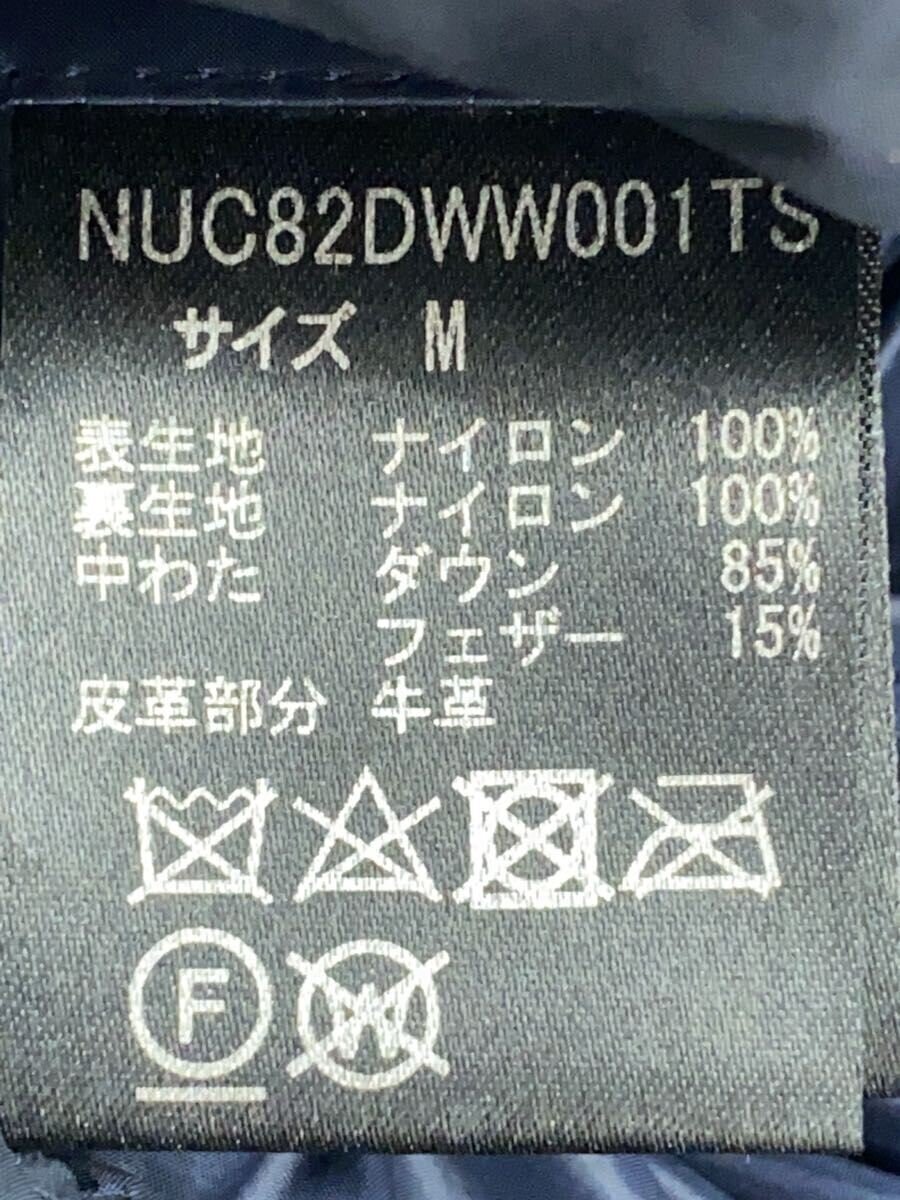 NUC82DWW001TS
サイズ M
表生地 ナイロン 100%
裏生地 ナイロン 100%
中わた ダウン 85%
フェザー 15%
皮革部分 牛革
F W